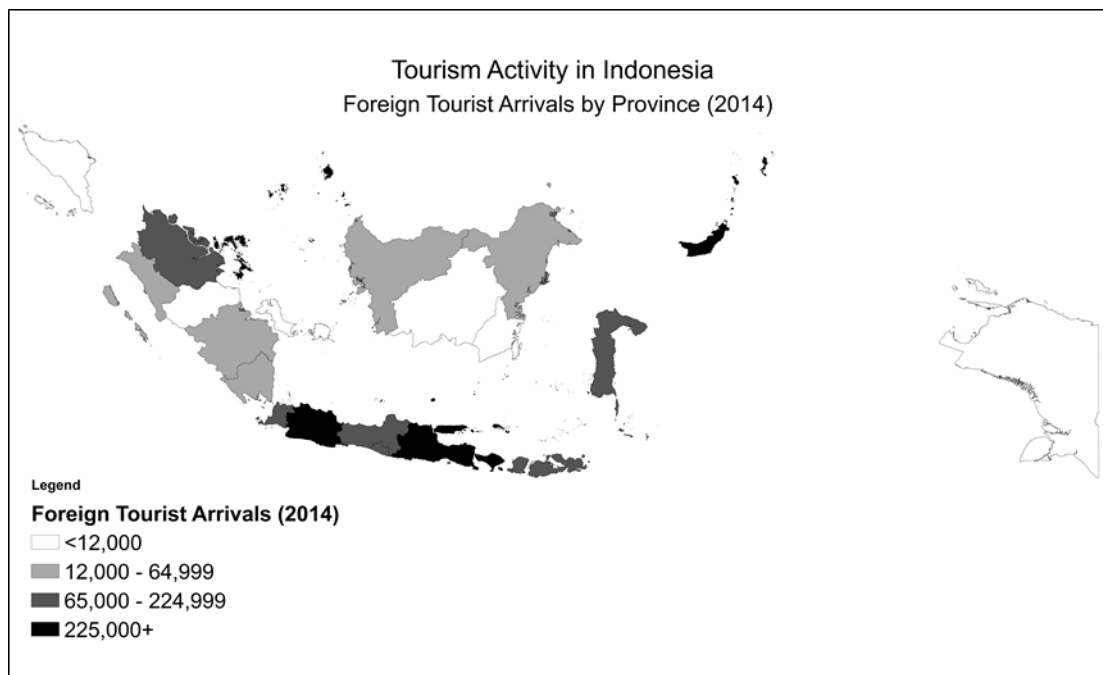 Tourism Activity in Indonesia
Foreign Tourist Arrivals by Province (2014)
Legend
Foreign Tourist Arrivals (2014)
<12,000
12,000 - 64,999
65,000 - 224,999
225,000+